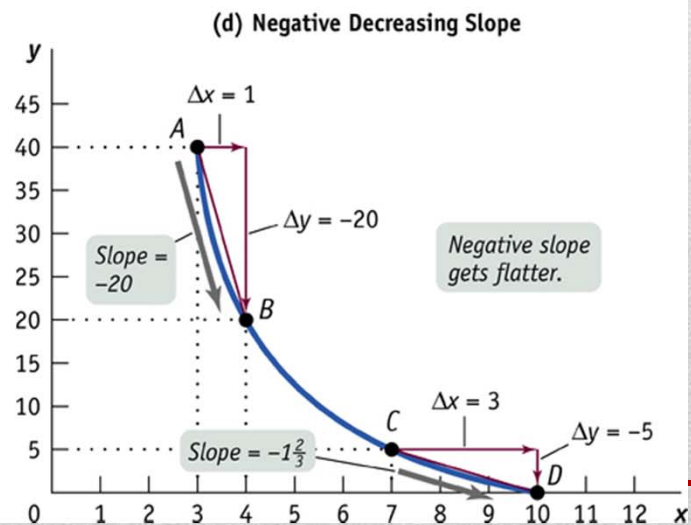 (d) Negative Decreasing Slope
y
45
40
35
30
25
20
15
10
5
0 1 2 3 4 5 6 7 8 9 10 11 12 x
A
Δx = 1
Δy = –20
Slope =
–20
B
Negative slope
gets flatter.
C
Δx = 3
Δy = –5
Slope = –1⅔
D